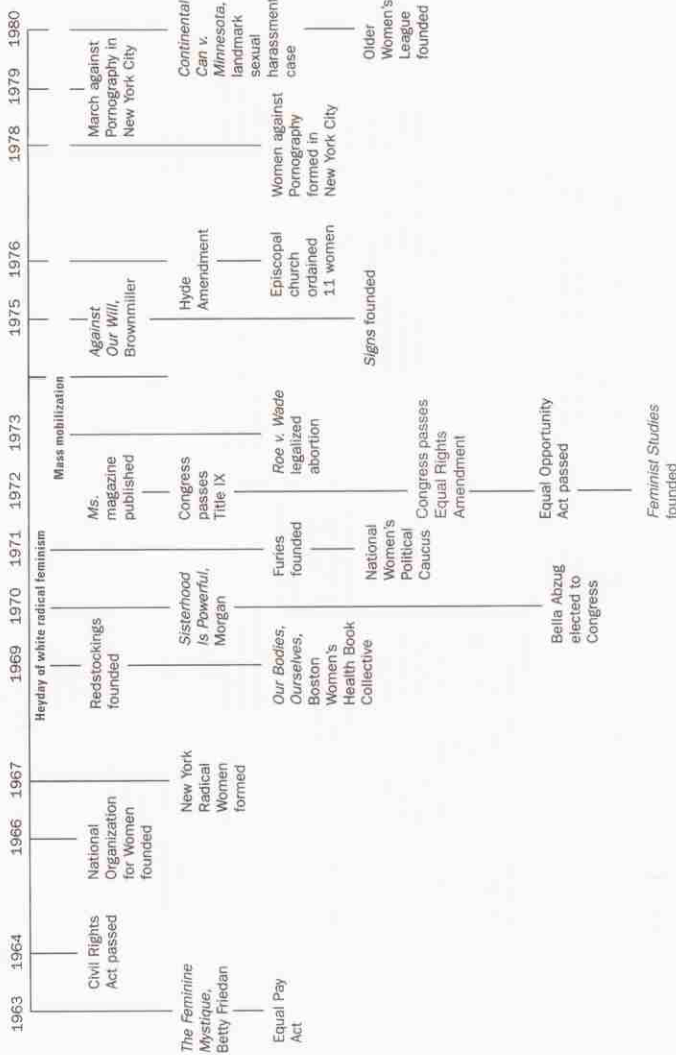 1963
1964
1966
1967
1969
1970
1971
1972
1973
1975
1976
1978
1979
1980
Heyday of white radical feminism
Mass mobilization
The Feminine
Mystique,
Betty Friedan
Equal Pay
Act
Civil Rights
Act passed
National
Organization
for Women
founded
New York
Radical
Women
formed
Redstockings
founded
Our Bodies,
Ourselves,
Boston
Women's
Health Book
Collective
Sisterhood
Is Powerful,
Morgan
Bella Abzug
elected to
Congress
Furies
founded
National
Women's
Political
Caucus
Ms.
magazine
published
Congress
passes
Title IX
Congress passes
Equal Rights
Amendment
Equal Opportunity
Act passed
Feminist Studies
founded
Roe v. Wade
legalized
abortion
Against
Our Will,
Brownmiller
Signs founded
Hyde
Amendment
Episcopal
church
ordained
11 women
Women against
Pornography
formed in
New York City
March against
Pornography in
New York City
Continental
Can v.
Minnesota,
landmark
sexual
harassment
case
Older
Women's
League
founded